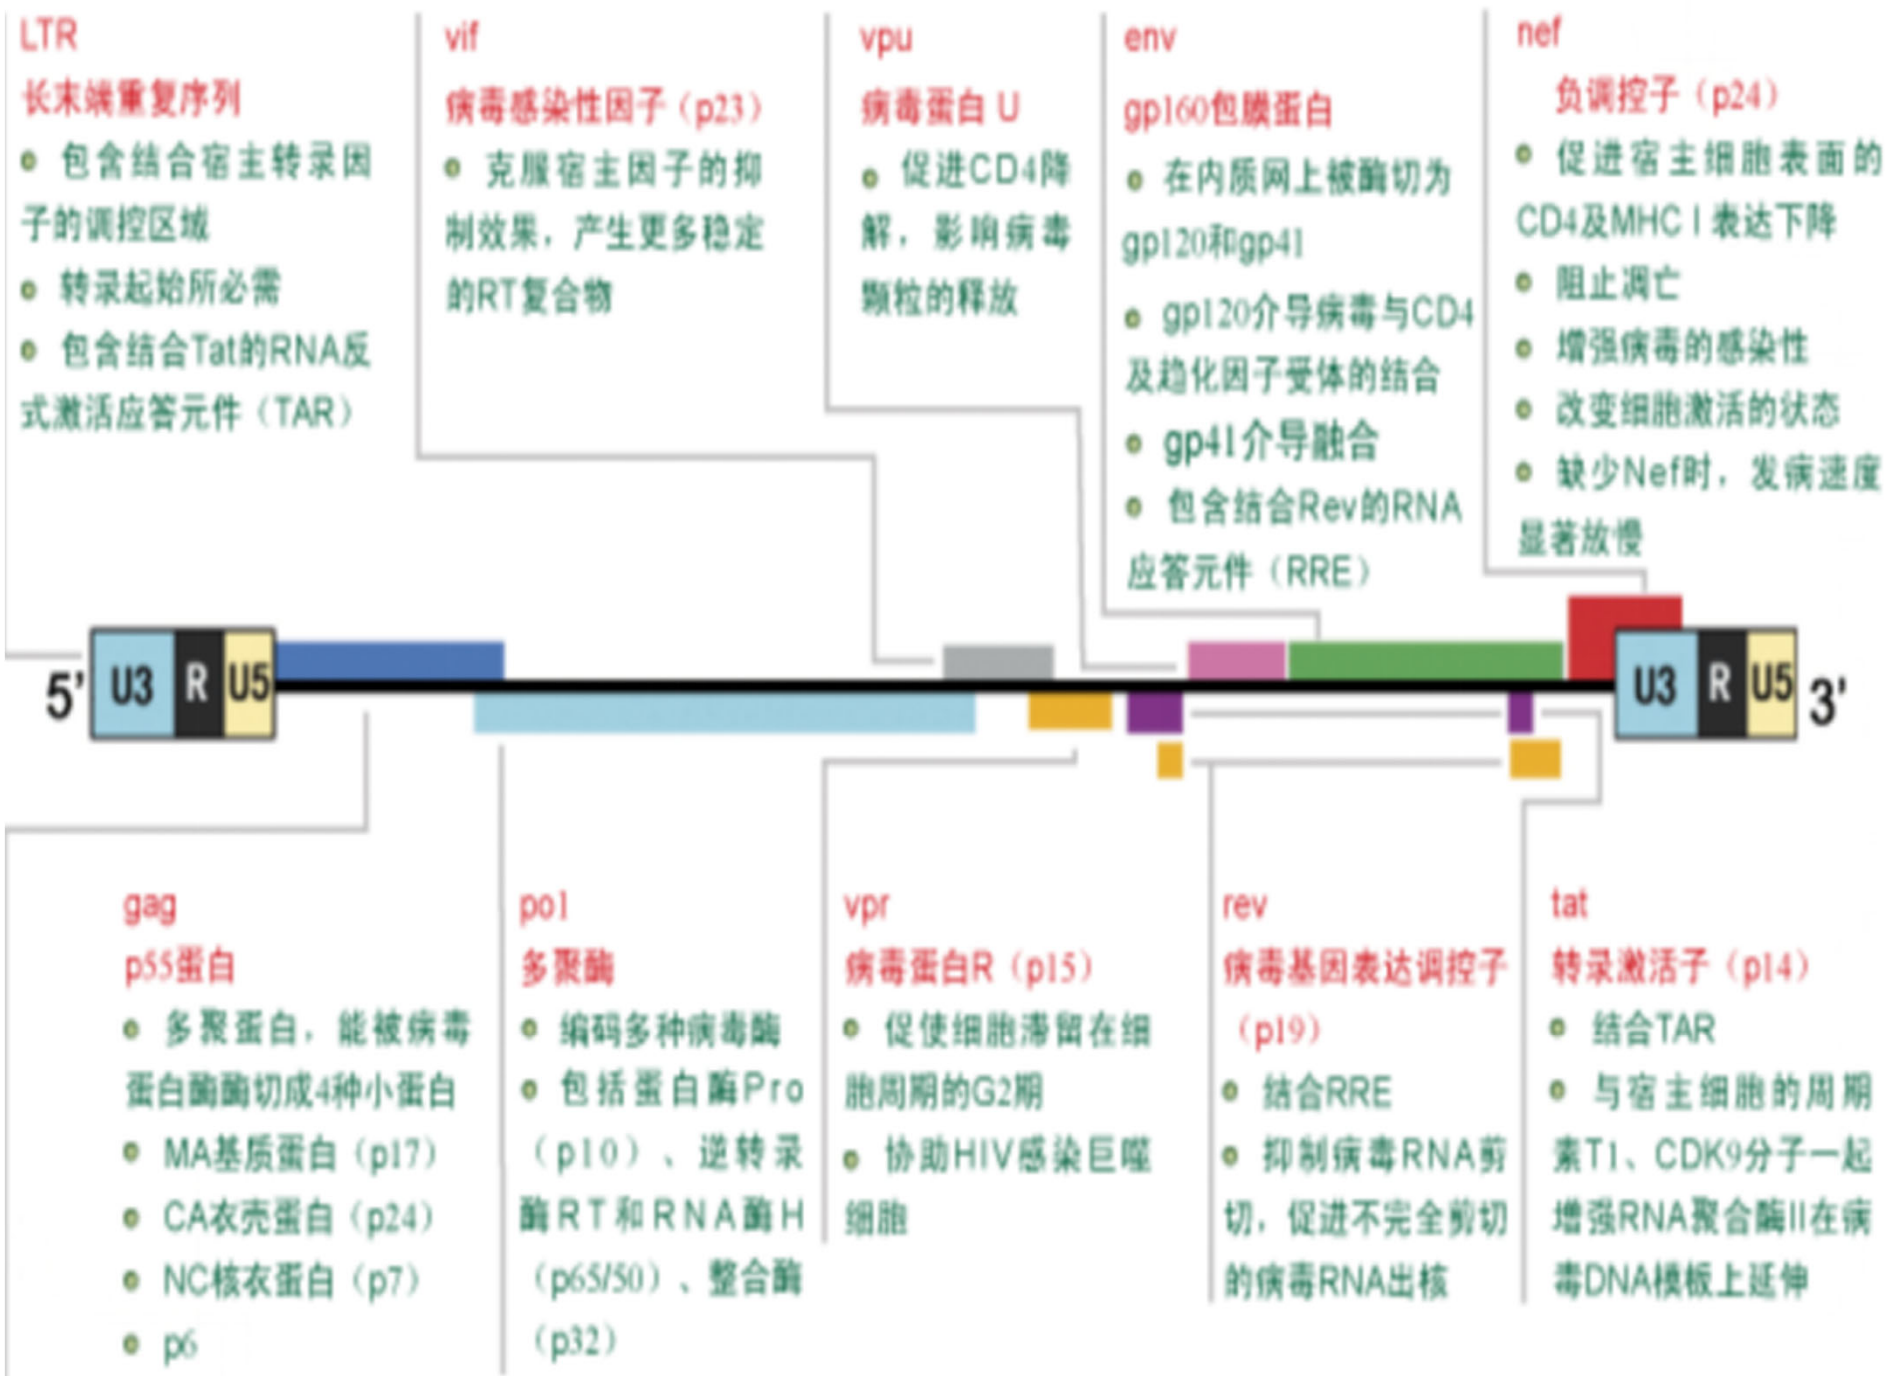 LTR
长末端重复序列
包含结合宿主转录因
子的调控区域
转录起始所必需
包含结合Tat的RNA反
式激活应答元件（TAR）
vif
病毒感染性因子（p23）
克服宿主因子的抑
制效果，产生更多稳定
的RT复合物
vpu
病毒蛋白 U
促进CD4降
解，影响病毒
颗粒的释放
env
gp160包膜蛋白
在内质网上被酶切为
gp120和gp41
gp120介导病毒与CD4
及趋化因子受体的结合
gp41介导融合
包含结合Rev的RNA
应答元件（RRE）
nef
负调控子（p24）
促进宿主细胞表面的
CD4及MHC I 表达下降
阻止凋亡
增强病毒的感染性
改变细胞激活的状态
缺少Nef时，发病速度
显著放慢
5' U3 R U5 U3 R U5 3'
gag
p55蛋白
多聚蛋白，能被病毒
蛋白酶酶切成4种小蛋白
MA基质蛋白（p17）
CA衣壳蛋白（p24）
NC核衣蛋白（p7）
p6
pol
多聚酶
编码多种病毒酶
包括蛋白酶Pro
（p10）、逆转录
酶RT和RNA酶H
（p65/50）、整合酶
（p32）
vpr
病毒蛋白R（p15）
促使细胞滞留在细
胞周期的G2期
协助HIV感染巨噬
细胞
rev
病毒基因表达调控子
（p19）
结合RRE
抑制病毒RNA剪
切，促进不完全剪切
的病毒RNA出核
tat
转录激活子（p14）
结合TAR
与宿主细胞的周期
素T1、CDK9分子一起
增强RNA聚合酶II在病
毒DNA模板上延伸